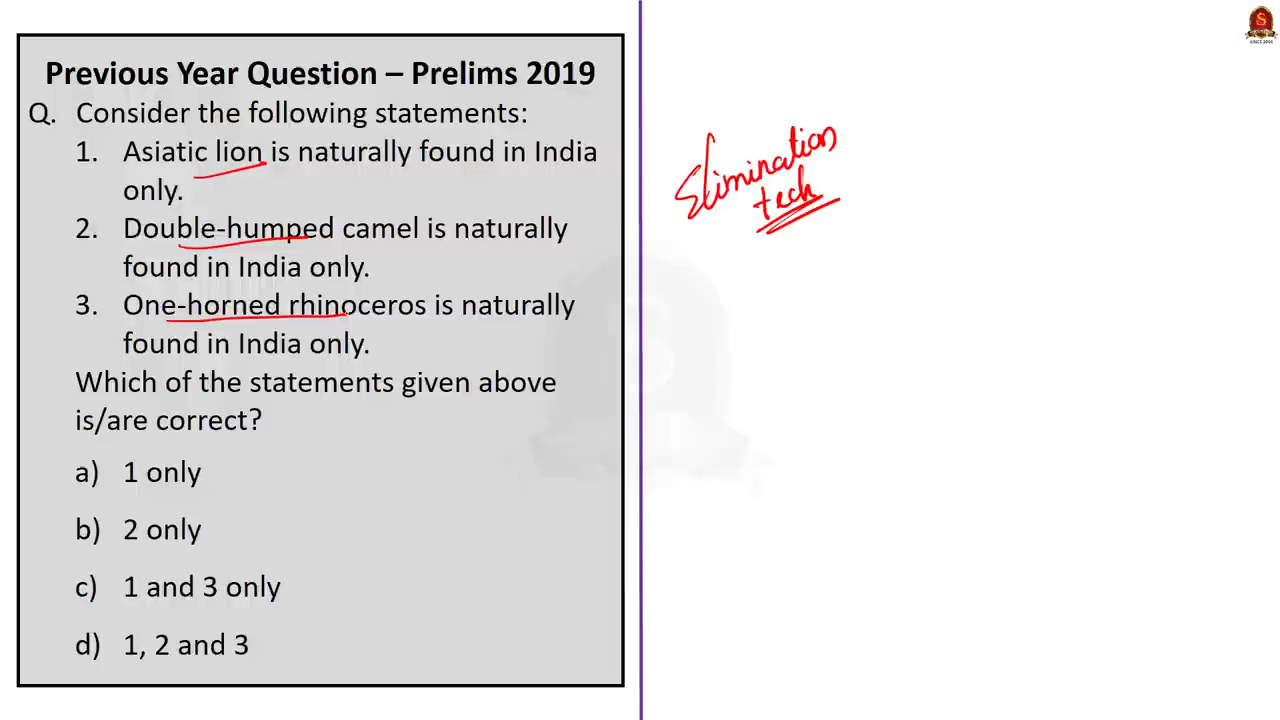 Previous Year Question – Prelims 2019
Q. Consider the following statements:
1. Asiatic lion is naturally found in India
only.
2. Double-humped camel is naturally
found in India only.
3. One-horned rhinoceros is naturally
found in India only.
Which of the statements given above
is/are correct?
a) 1 only
b) 2 only
c) 1 and 3 only
d) 1, 2 and 3
Elimination
tech
S
SINCE 2004